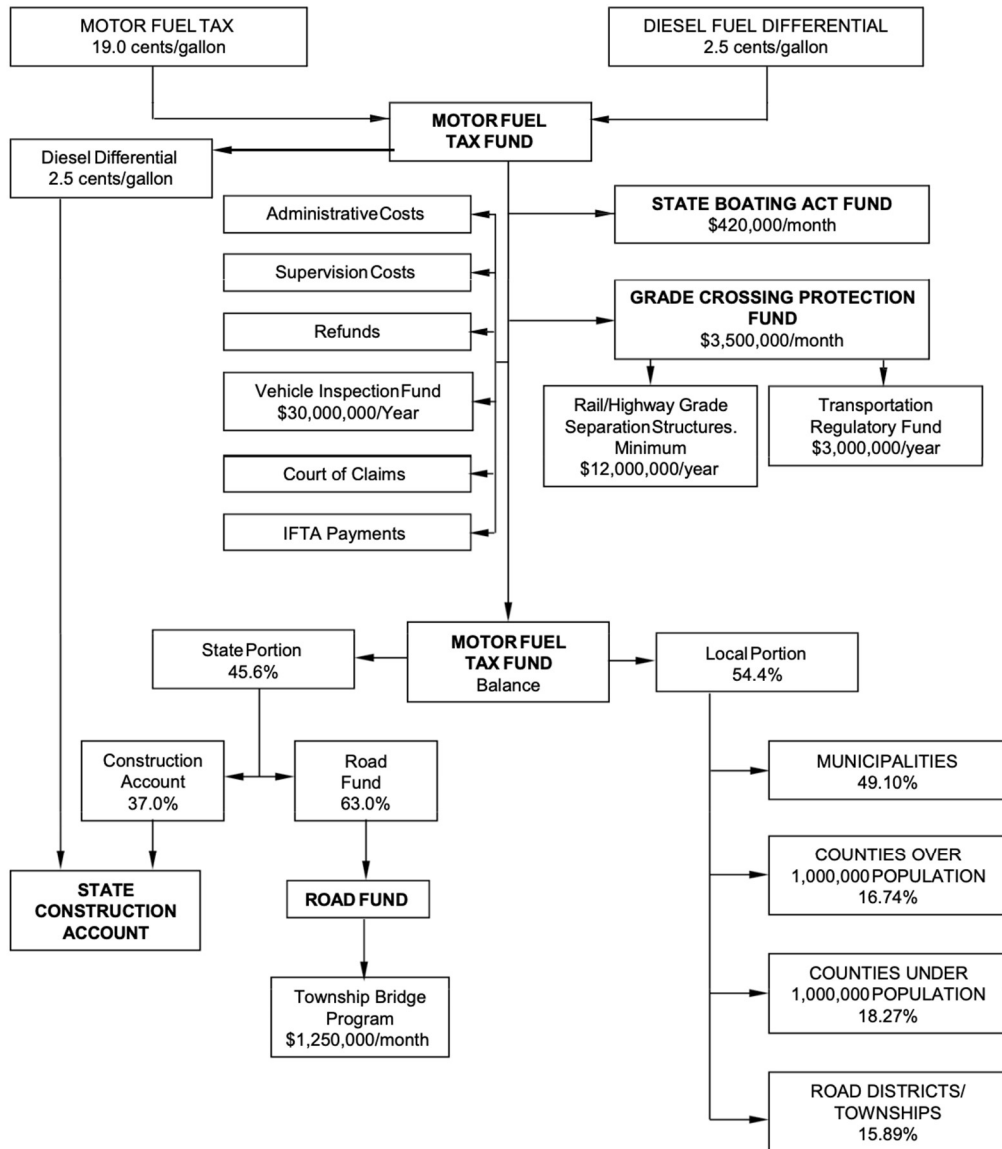 MOTOR FUEL TAX
19.0 cents/gallon
DIESEL FUEL DIFFERENTIAL
2.5 cents/gallon
MOTOR FUEL
TAX FUND
Diesel Differential
2.5 cents/gallon
Administrative Costs
STATE BOATING ACT FUND
$420,000/month
Supervision Costs
GRADE CROSSING PROTECTION
FUND
$3,500,000/month
Refunds
Vehicle Inspection Fund
$30,000,000/Year
Rail/Highway Grade
Separation Structures.
Minimum
$12,000,000/year
Transportation
Regulatory Fund
$3,000,000/year
Court of Claims
IFTA Payments
MOTOR FUEL
TAX FUND
Balance
State Portion
45.6%
Local Portion
54.4%
Construction
Account
37.0%
Road
Fund
63.0%
MUNICIPALITIES
49.10%
COUNTIES OVER
1,000,000 POPULATION
16.74%
STATE
CONSTRUCTION
ACCOUNT
ROAD FUND
COUNTIES UNDER
1,000,000 POPULATION
18.27%
Township Bridge
Program
$1,250,000/month
ROAD DISTRICTS/
TOWNSHIPS
15.89%